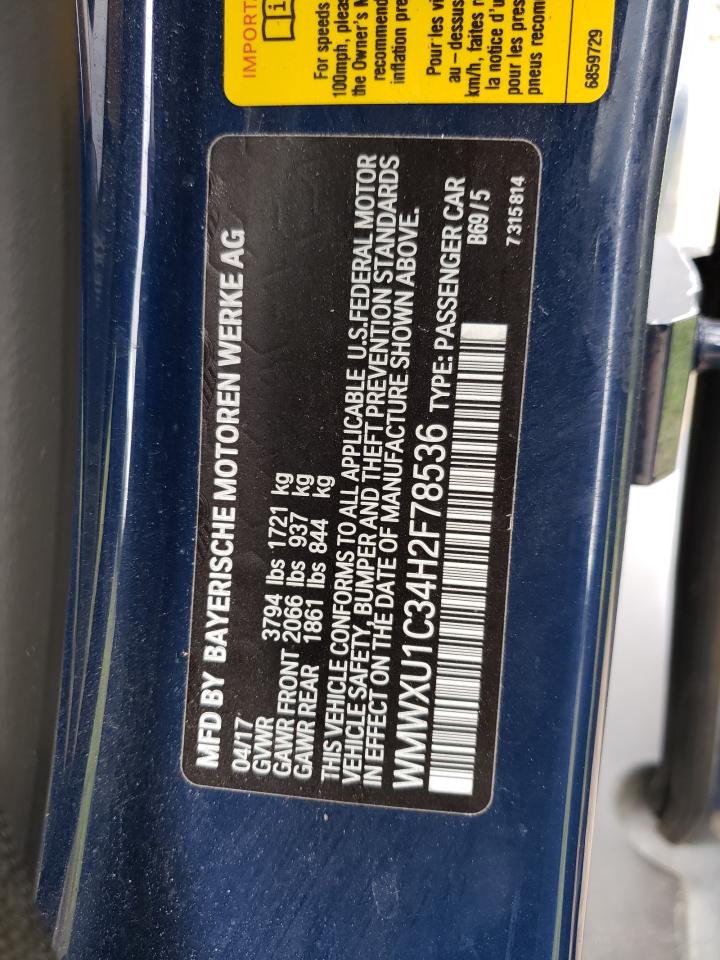 IMPORT
For speeds
100mph, pleas
the Owner's M
recommend
inflation pre
Pour les vi
au-dessus
km/h, faites r
la notice d'u
pour les pres
pneus recom
6859729
MFD BY BAYERISCHE MOTOREN WERKE AG
04/17
GVWR 3794 lbs 1721 kg
GAWR FRONT 2066 lbs 937 kg
GAWR REAR 1861 lbs 844 kg
THIS VEHICLE CONFORMS TO ALL APPLICABLE U.S. FEDERAL MOTOR
VEHICLE SAFETY, BUMPER AND THEFT PREVENTION STANDARDS
IN EFFECT ON THE DATE OF MANUFACTURE SHOWN ABOVE.
WMWXU1C34H2F78536 TYPE: PASSENGER CAR
B69/5
7 315 814